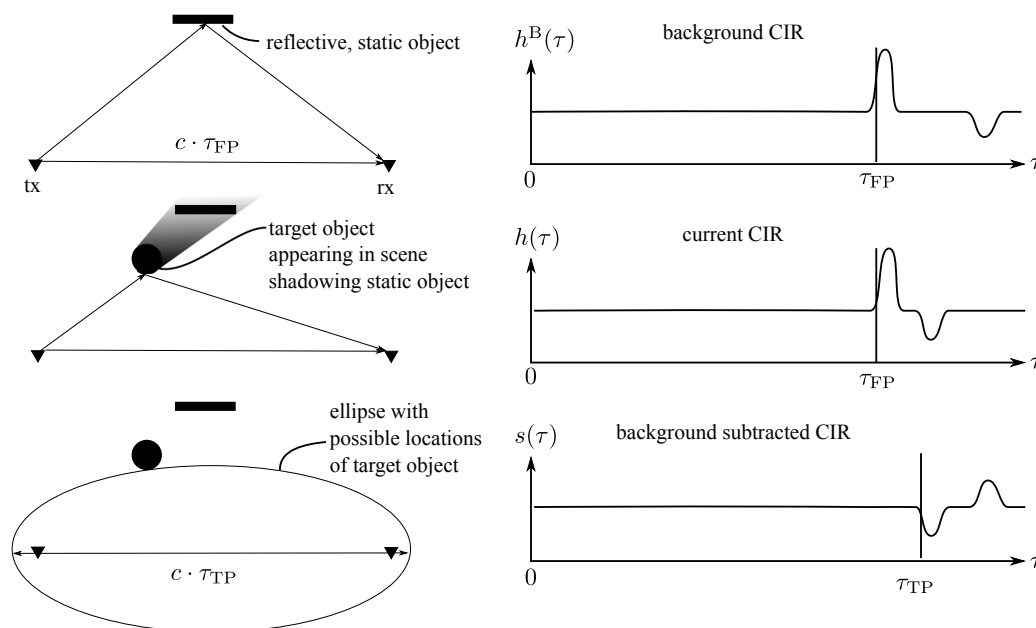 reflective, static object
c · τ_FP
tx
rx
h^B(τ)
background CIR
0
τ_FP
τ
target object
appearing in scene
shadowing static object
h(τ)
current CIR
0
τ_FP
τ
ellipse with
possible locations
of target object
c · τ_TP
s(τ)
background subtracted CIR
0
τ_TP
τ